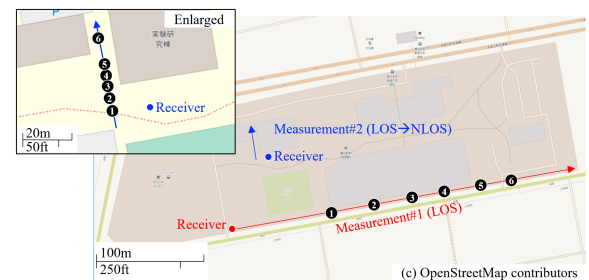 P
Enlarged
実験研
究棟
6
5
4
3
2
1
Receiver
20m
50ft
Measurement#2 (LOS→NLOS)
Receiver
1
2
3
4
5
6
Receiver
Measurement#1 (LOS)
100m
250ft
(c) OpenStreetMap contributors